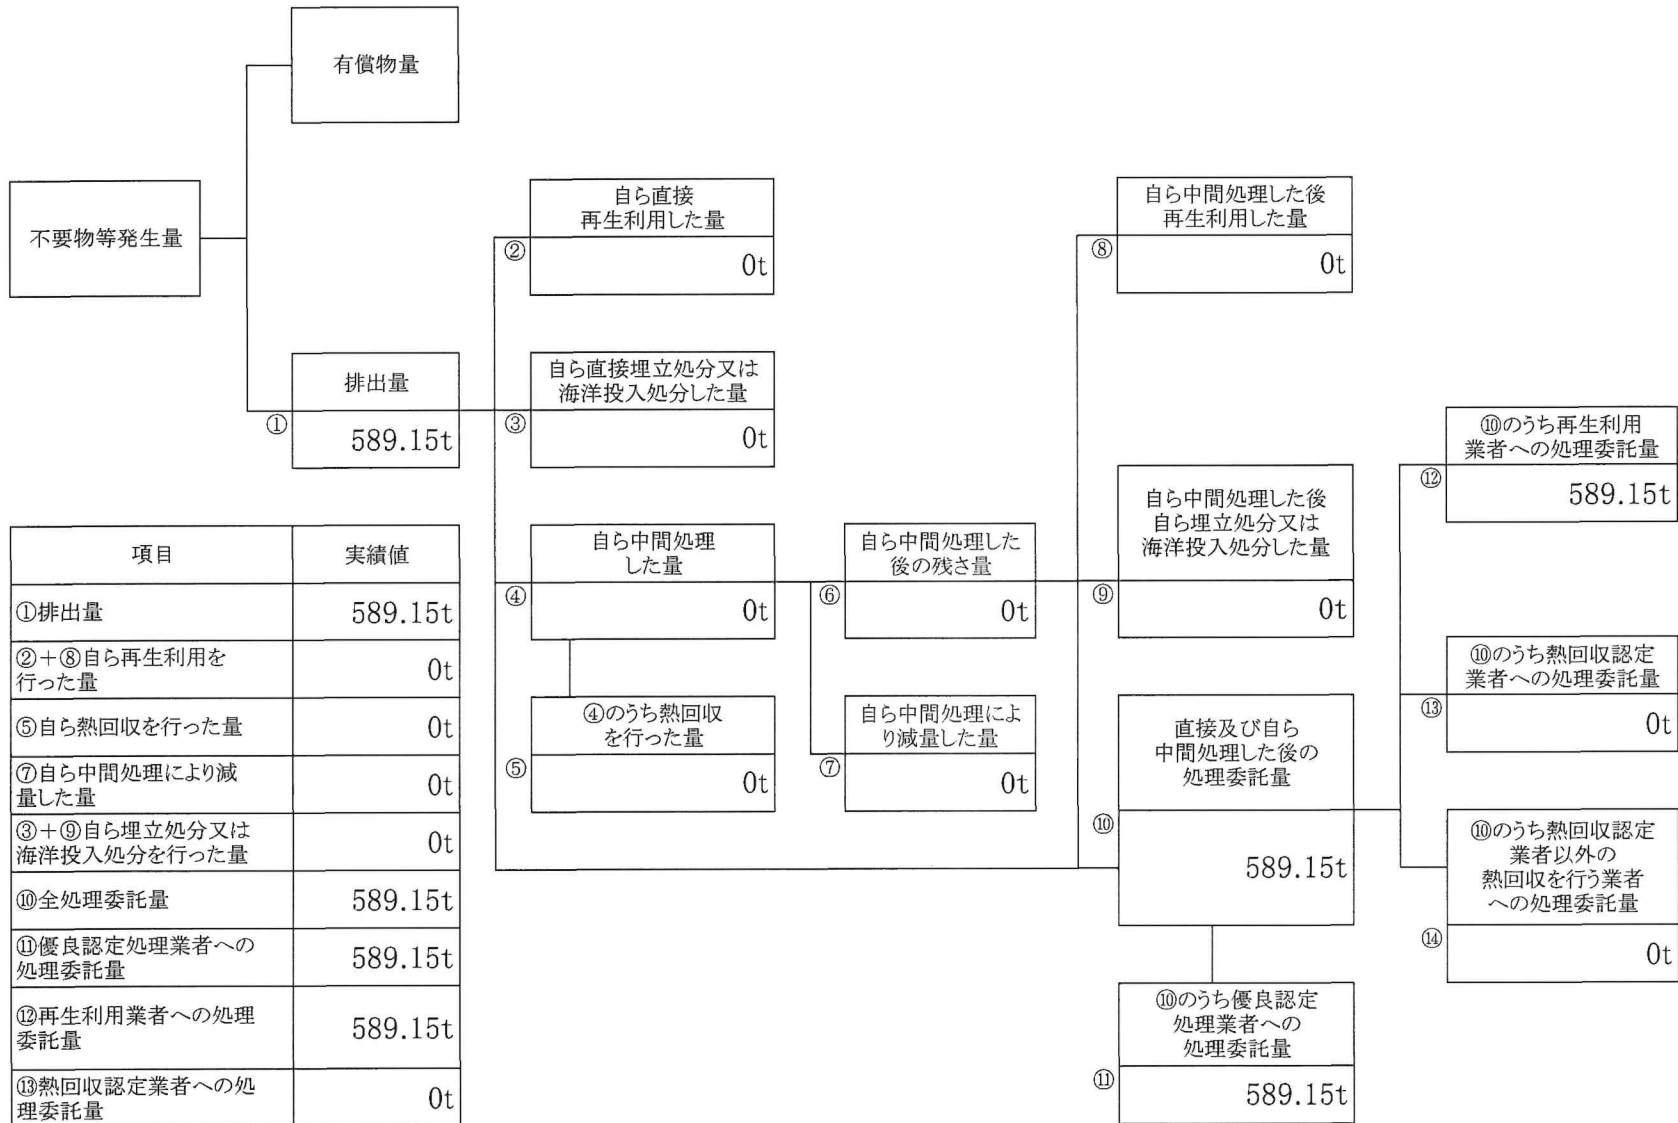 有償物量
不要物等発生量
排出量
①
589.15t
自ら直接
再生利用した量
②
0t
自ら直接埋立処分又は
海洋投入処分した量
③
0t
自ら中間処理
した量
④
0t
④のうち熱回収
を行った量
⑤
0t
自ら中間処理した
後の残さ量
⑥
0t
自ら中間処理によ
り減量した量
⑦
0t
自ら中間処理した後
再生利用した量
⑧
0t
自ら中間処理した後
自ら埋立処分又は
海洋投入処分した量
⑨
0t
直接及び自ら
中間処理した後の
処理委託量
⑩
589.15t
⑩のうち優良認定
処理業者への
処理委託量
⑪
589.15t
⑩のうち再生利用
業者への処理委託量
⑫
589.15t
⑩のうち熱回収認定
業者への処理委託量
⑬
0t
⑩のうち熱回収認定
業者以外の
熱回収を行う業者
への処理委託量
⑭
0t
項目 実績値
①排出量 589.15t
②+⑧自ら再生利用を
行った量 0t
⑤自ら熱回収を行った量 0t
⑦自ら中間処理により減
量した量 0t
③+⑨自ら埋立処分又は
海洋投入処分を行った量 0t
⑩全処理委託量 589.15t
⑪優良認定処理業者への
処理委託量 589.15t
⑫再生利用業者への処理
委託量 589.15t
⑬熱回収認定業者への処
理委託量 0t